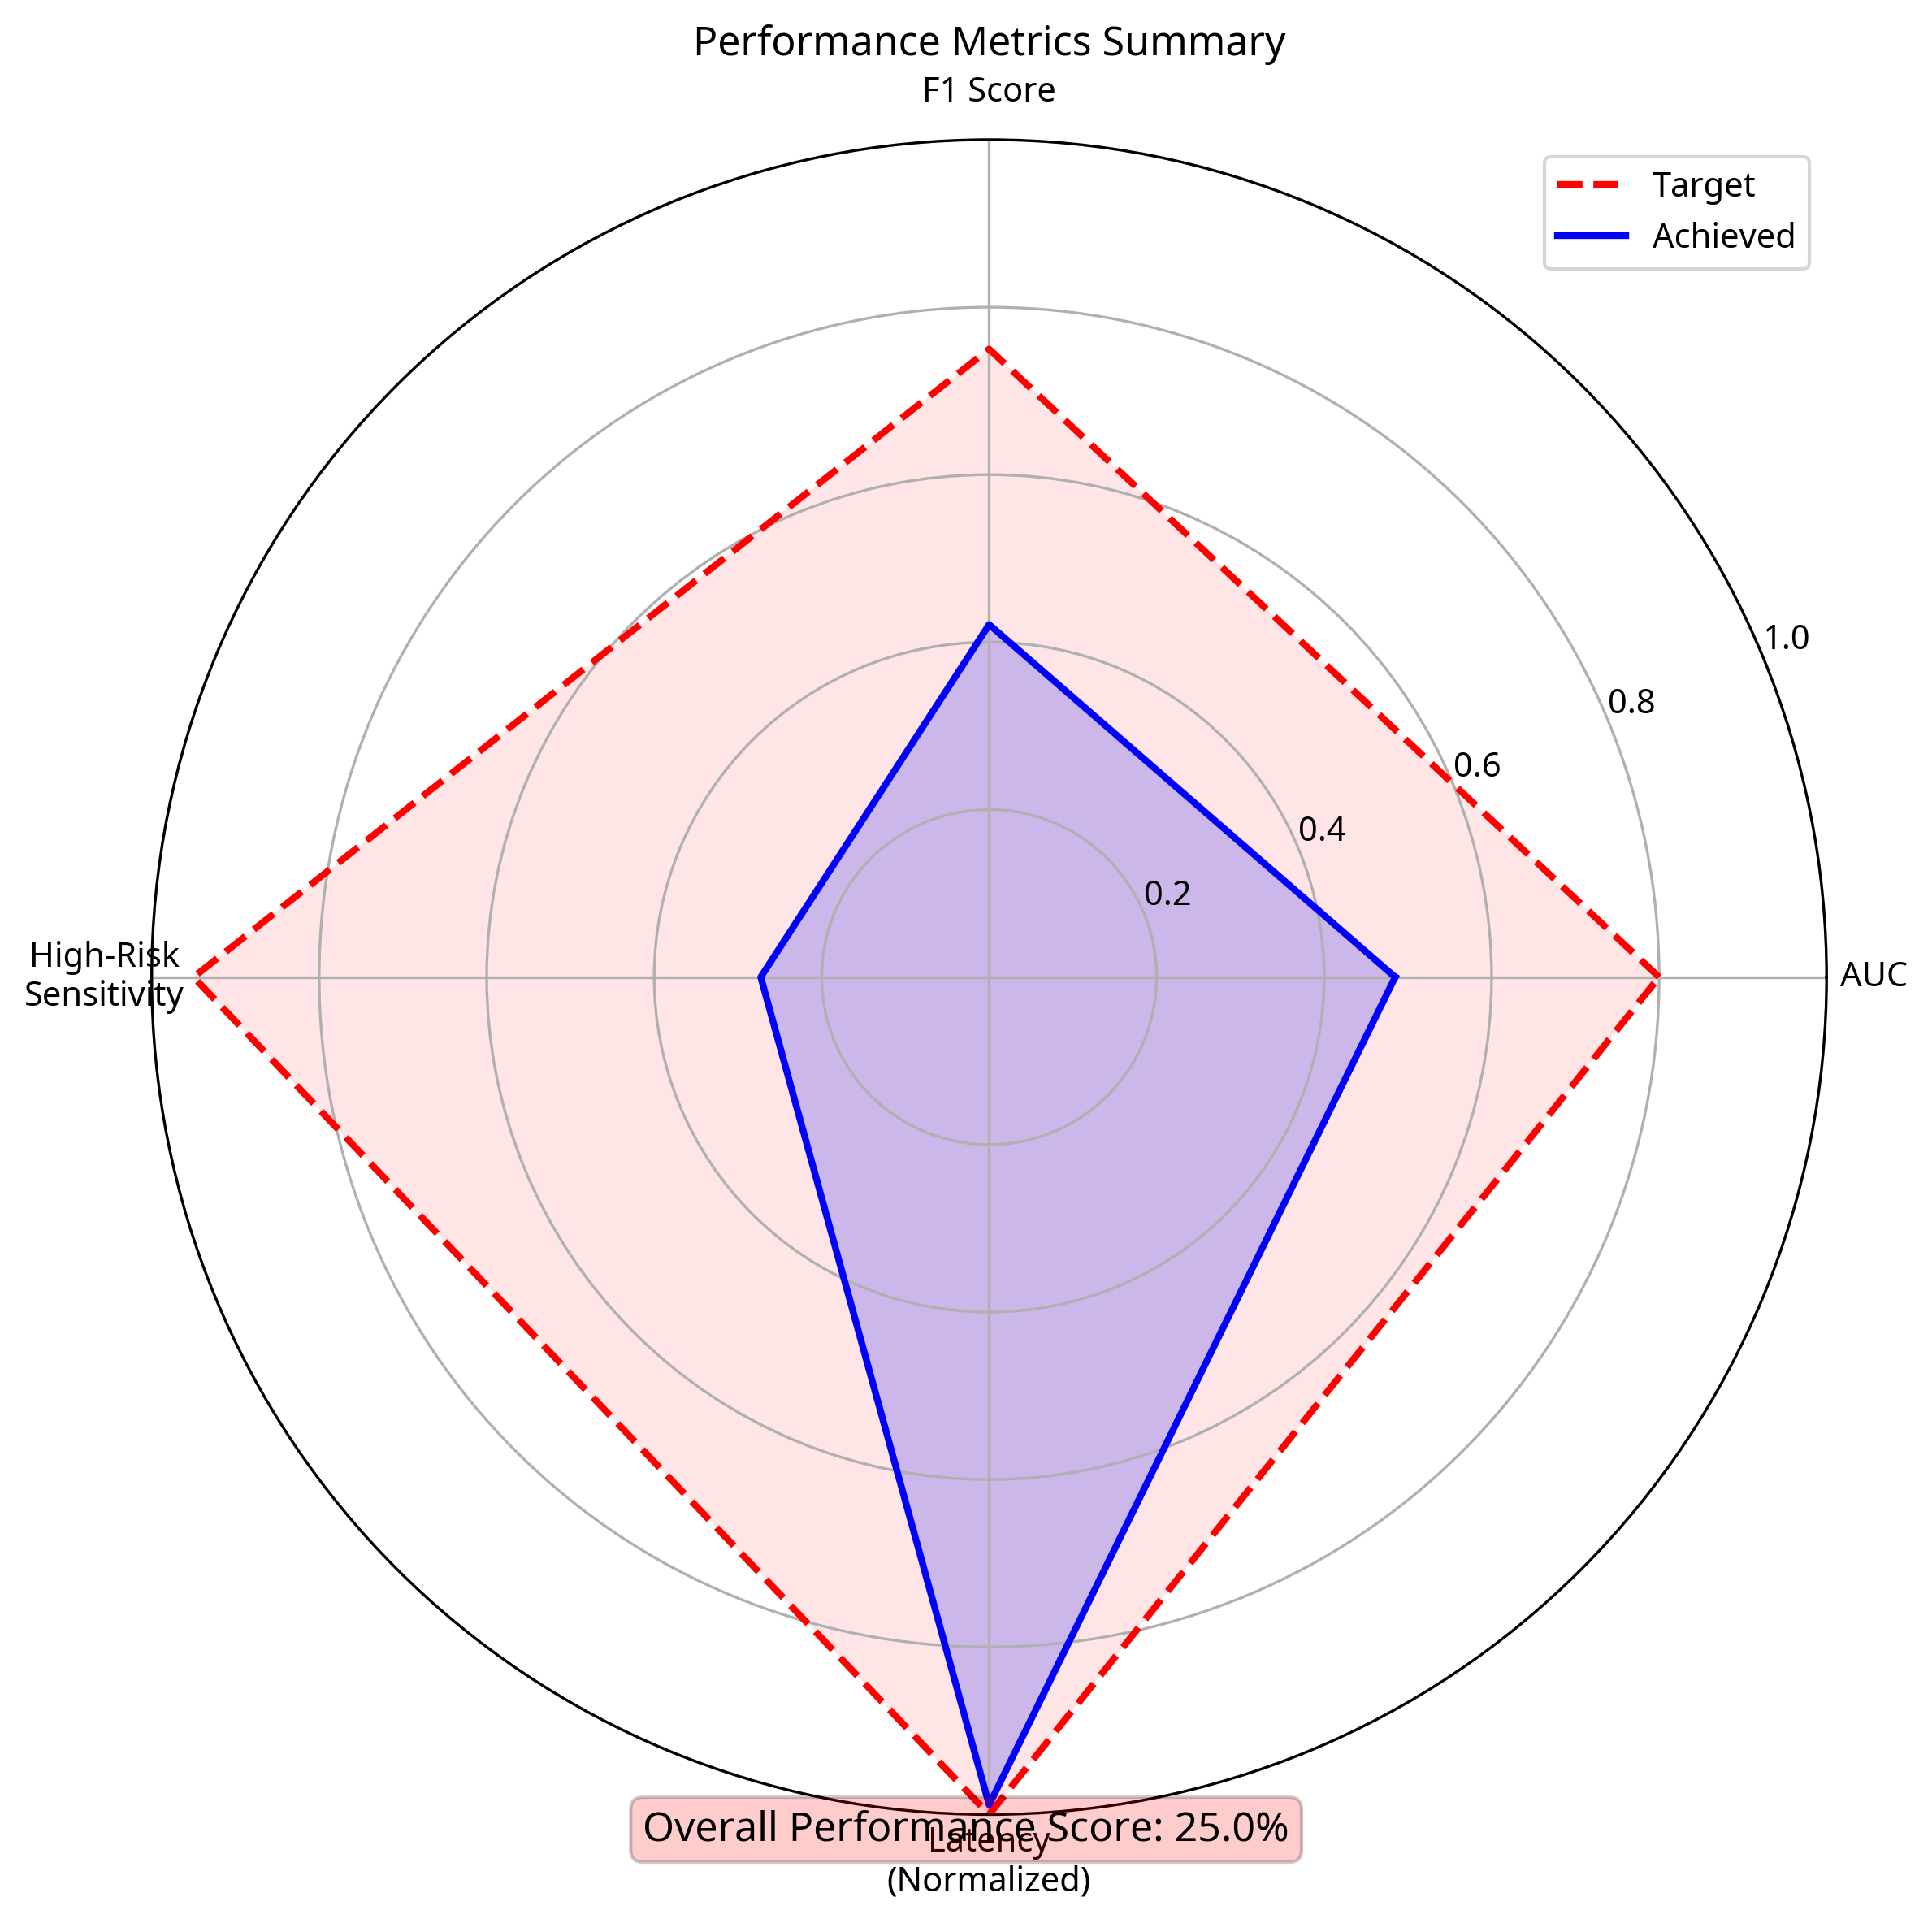 Performance Metrics Summary
F1 Score
Target
Achieved
1.0
0.8
0.6
0.4
0.2
High-Risk
Sensitivity
AUC
Overall Performance Score: 25.0%
Latency
(Normalized)